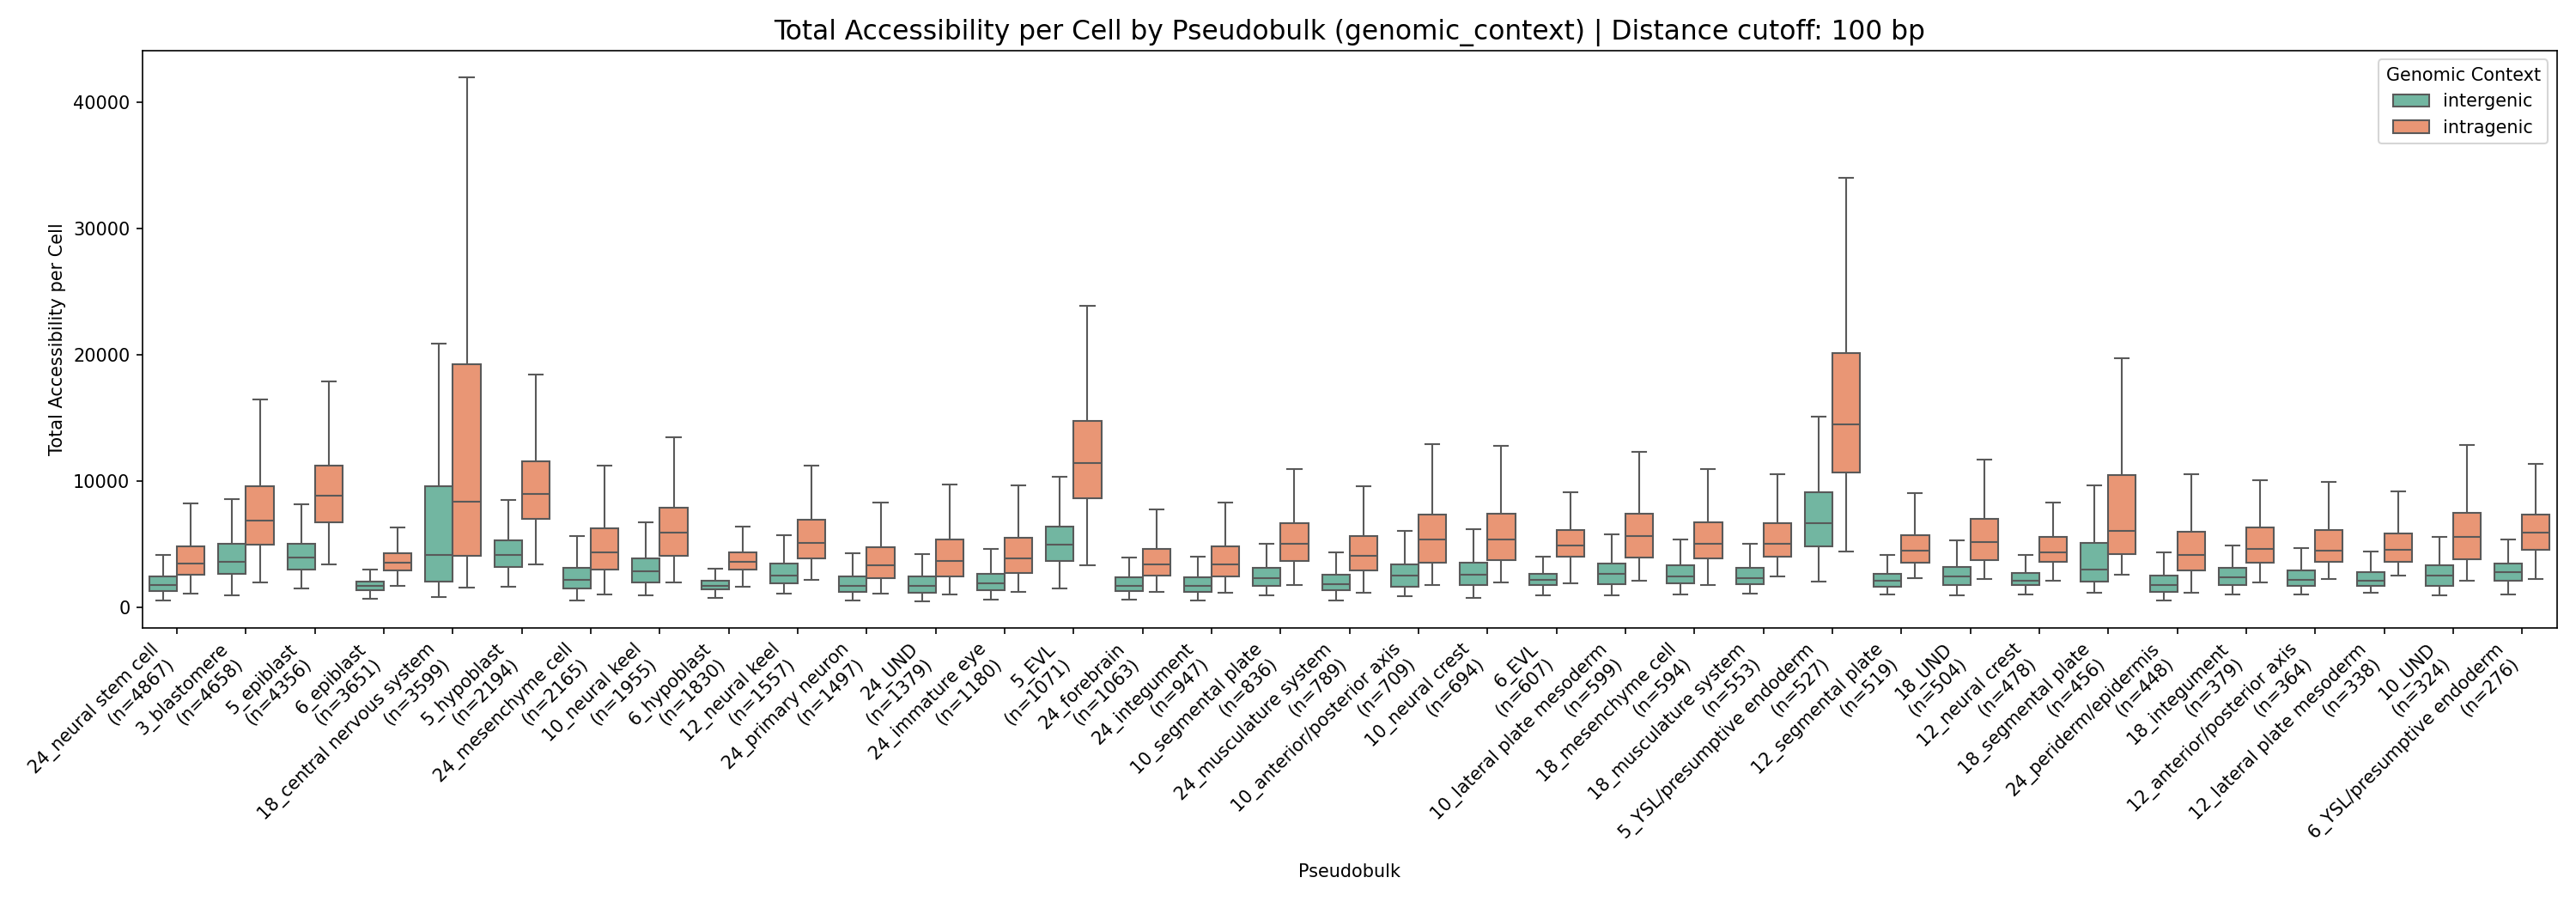 Total Accessibility per Cell by Pseudobulk (genomic_context) | Distance cutoff: 100 bp
Genomic Context
intergenic
intragenic
Total Accessibility per Cell
40000
30000
20000
10000
0
24_neural stem cell
(n=4867)
3_blastomere
(n=4658)
5_epiblast
(n=4356)
6_epiblast
(n=3651)
18_central nervous system
(n=3599)
5_hypoblast
(n=2194)
24_mesenchyme cell
(n=2165)
10_neural keel
(n=1955)
6_hypoblast
(n=1830)
12_neural keel
(n=1557)
24_primary neuron
(n=1497)
24_UND
(n=1379)
24_immature eye
(n=1180)
5_EVL
(n=1071)
24_forebrain
(n=1063)
24_integument
(n=947)
10_segmental plate
(n=836)
24_musculature system
(n=789)
10_anterior/posterior axis
(n=709)
10_neural crest
(n=694)
6_EVL
(n=607)
10_lateral plate mesoderm
(n=599)
18_mesenchyme cell
(n=594)
18_musculature system
(n=553)
5_YSL/presumptive endoderm
(n=527)
12_segmental plate
(n=519)
18_UND
(n=504)
12_neural crest
(n=478)
18_segmental plate
(n=456)
24_periderm/epidermis
(n=448)
18_integument
(n=379)
12_anterior/posterior axis
(n=364)
12_lateral plate mesoderm
(n=338)
10_UND
(n=324)
6_YSL/presumptive endoderm
(n=276)
Pseudobulk